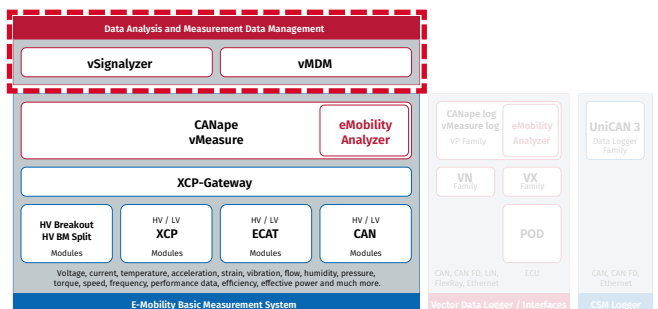 Data Analysis and Measurement Data Management
vSignalyzer
vMDM
CANape
vMeasure
eMobility
Analyzer
XCP-Gateway
HV Breakout
HV BM Split
Modules
HV / LV
XCP
Modules
HV / LV
ECAT
Modules
HV / LV
CAN
Modules
Voltage, current, temperature, acceleration, strain, vibration, flow, humidity, pressure,
torque, speed, frequency, performance data, efficiency, effective power and much more.
E-Mobility Basic Measurement System
CANape log
vMeasure log
VP Family
eMobility
Analyzer
VN
Family
VX
Family
POD
CAN, CAN FD, LIN,
FlexRay, Ethernet
ECU
Vector Data Logger / Interfaces
UniCAN 3
Data Logger
Family
CAN, CAN FD,
Ethernet
CSM Logger